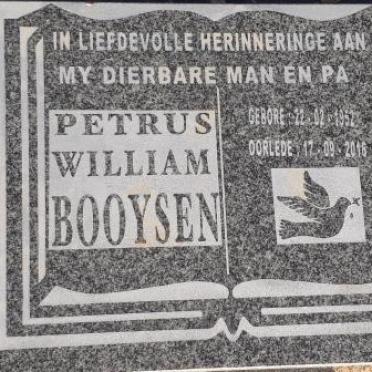 IN LIEFDEVOLLE HERINNERINGE AAN
MY DIERBARE MAN EN PA
PETRUS
WILLIAM
BOOYSEN
GEBORE : 22 - 02 - 1952
OORLEDE : 17 - 09 - 2016